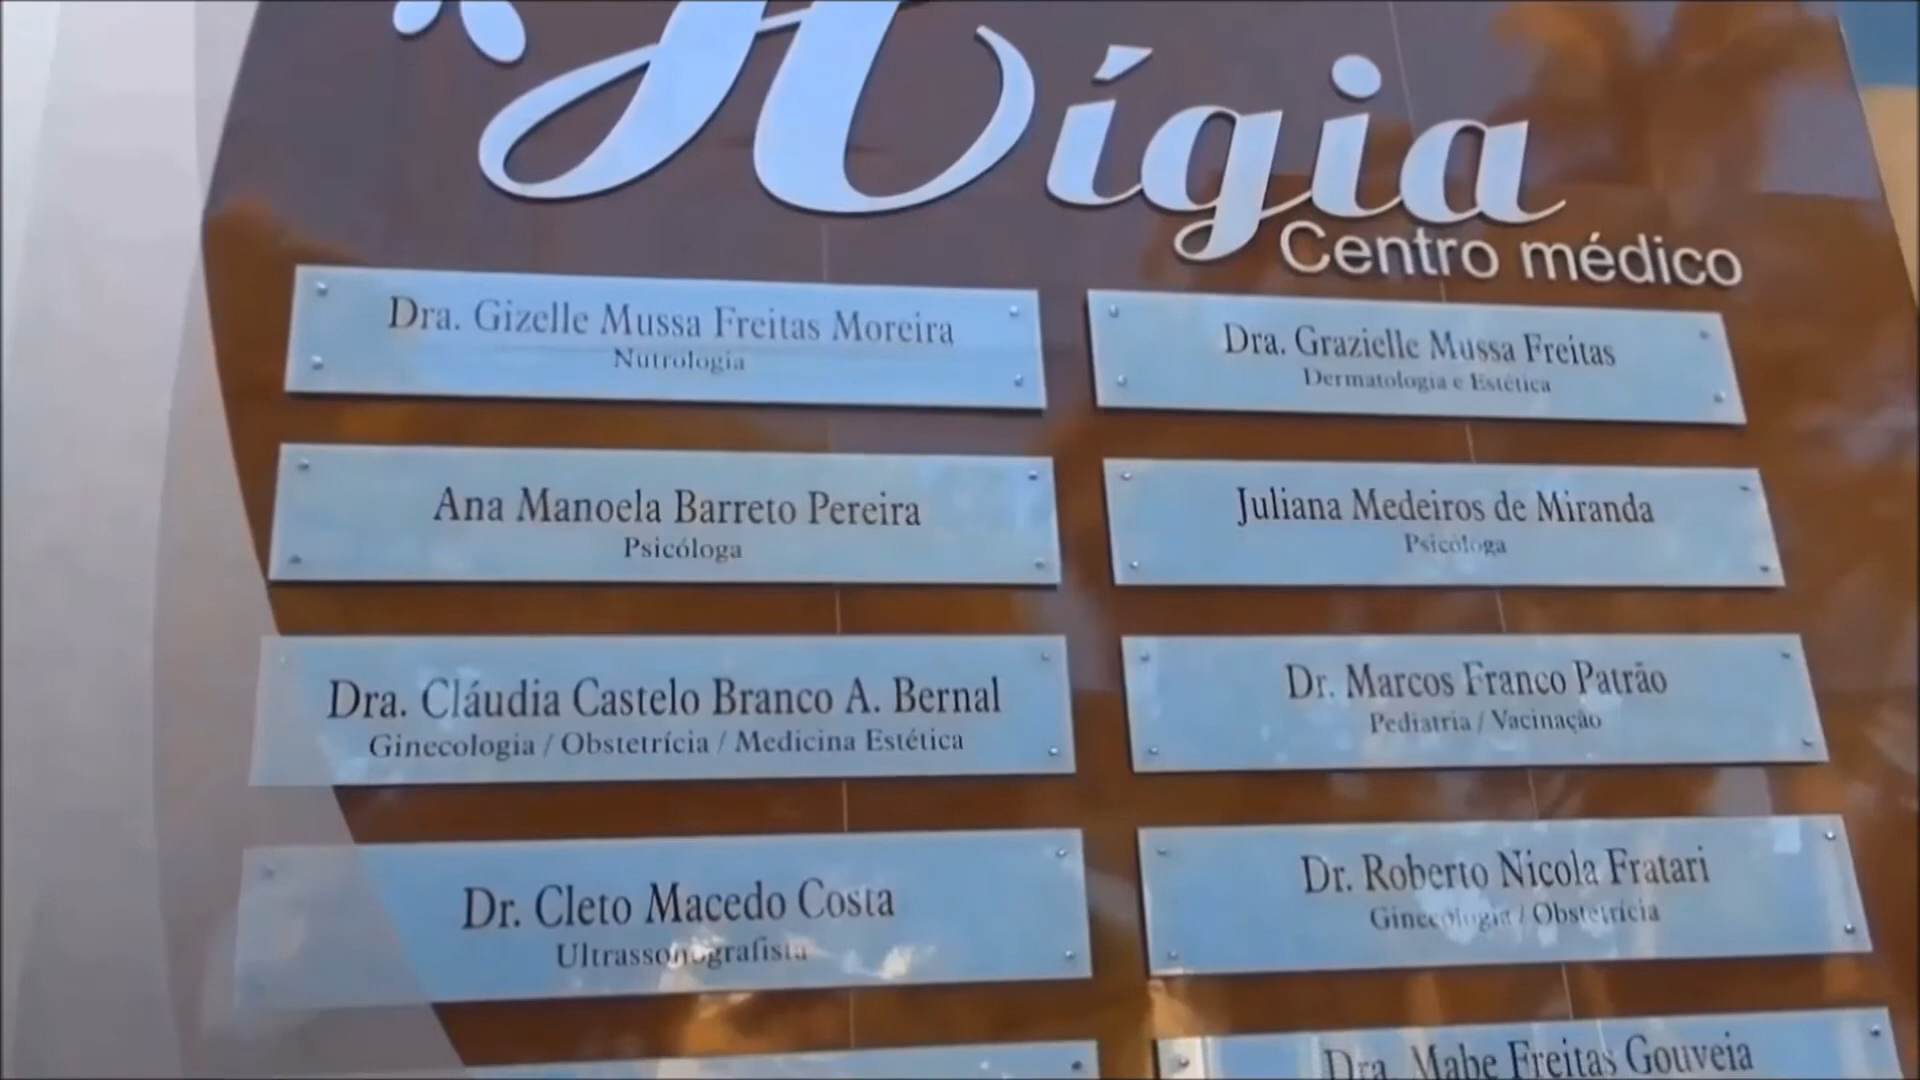 Hígia
Centro médico
Dra. Gizelle Mussa Freitas Moreira
Nutrologia
Dra. Grazielle Mussa Freitas
Dermatologia e Estética
Ana Manoela Barreto Pereira
Psicóloga
Juliana Medeiros de Miranda
Psicóloga
Dra. Cláudia Castelo Branco A. Bernal
Ginecologia / Obstetrícia / Medicina Estética
Dr. Marcos Franco Patrão
Pediatria / Vacinação
Dr. Cleto Macedo Costa
Ultrassonografista
Dr. Roberto Nicola Fratari
Ginecologia / Obstetrícia
Dra. Mabe Freitas Gouveia